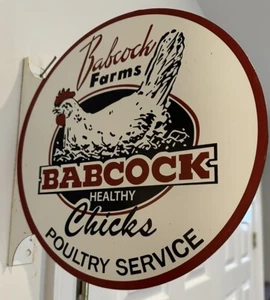 Babcock
Farms
BABCOCK
HEALTHY
Chicks
POULTRY SERVICE